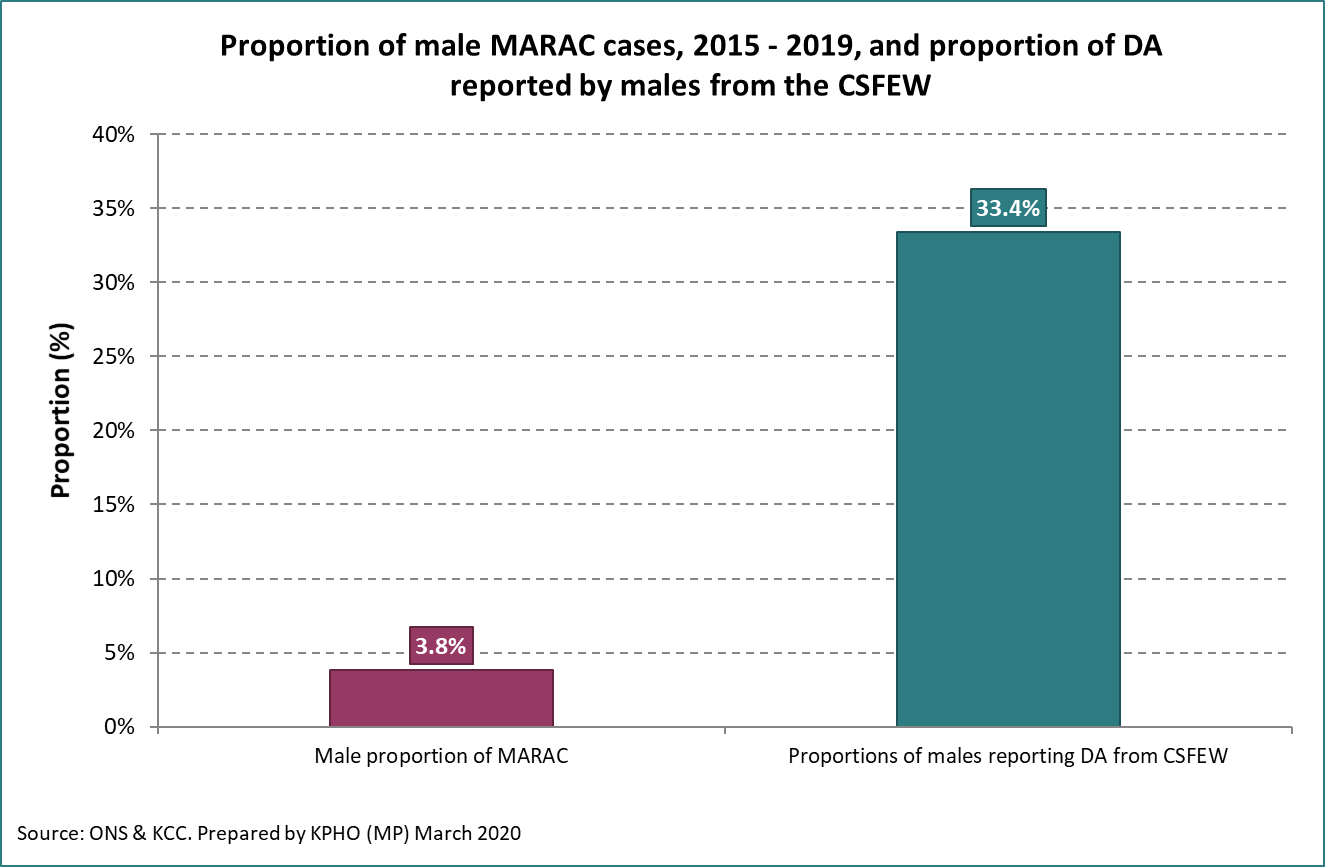 Proportion of male MARAC cases, 2015 - 2019, and proportion of DA
reported by males from the CSFEW
Proportion (%)
40%
35%
30%
25%
20%
15%
10%
5%
0%
3.8%
33.4%
Male proportion of MARAC
Proportions of males reporting DA from CSFEW
Source: ONS & KCC. Prepared by KPHO (MP) March 2020